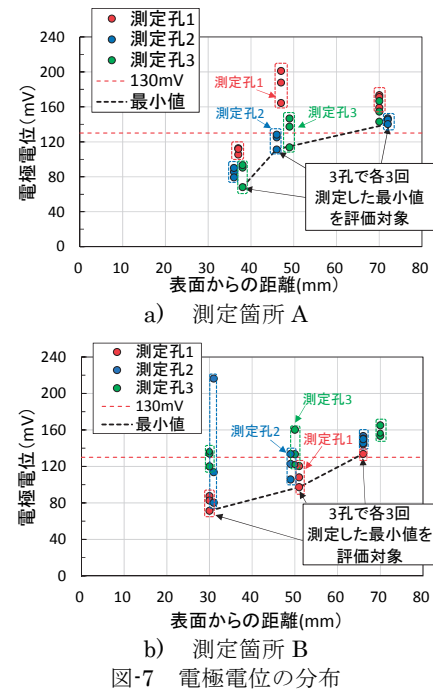 測定孔1
測定孔2
測定孔3
130mV
最小値
240
200
160
120
80
40
0
電極電位(mV)
測定孔1
測定孔2
測定孔3
3孔で各3回
測定した最小値
を評価対象
0 10 20 30 40 50 60 70 80
表面からの距離(mm)
a) 測定箇所 A
測定孔1
測定孔2
測定孔3
130mV
最小値
240
200
160
120
80
40
0
電極電位(mV)
測定孔3
測定孔2
測定孔1
3孔で各3回
測定した最小値を
評価対象
0 10 20 30 40 50 60 70 80
表面からの距離(mm)
b) 測定箇所 B
図-7 電極電位の分布